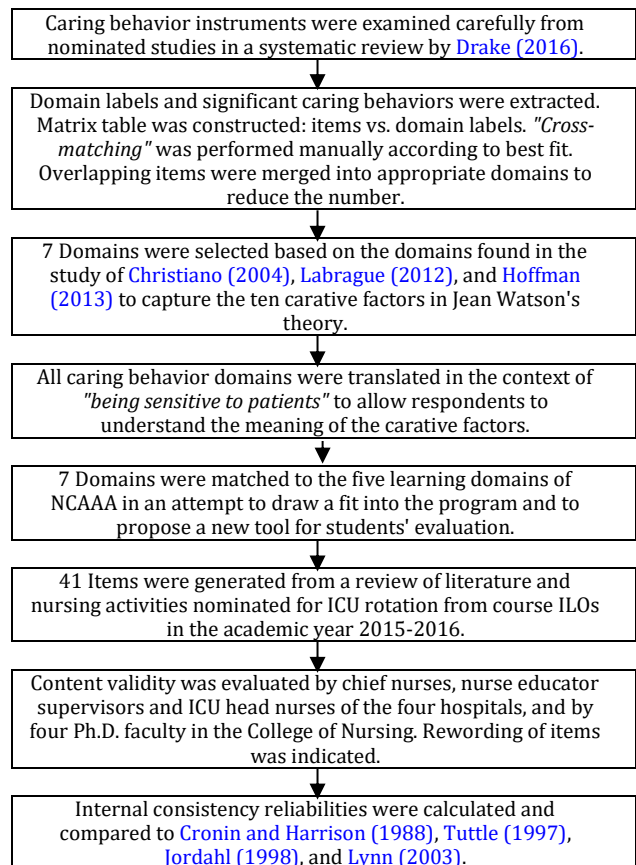 Caring behavior instruments were examined carefully from
nominated studies in a systematic review by Drake (2016).
Domain labels and significant caring behaviors were extracted.
Matrix table was constructed: items vs. domain labels. "Cross-
matching" was performed manually according to best fit.
Overlapping items were merged into appropriate domains to
reduce the number.
7 Domains were selected based on the domains found in the
study of Christiano (2004), Labrague (2012), and Hoffman
(2013) to capture the ten carative factors in Jean Watson's
theory.
All caring behavior domains were translated in the context of
"being sensitive to patients" to allow respondents to
understand the meaning of the carative factors.
7 Domains were matched to the five learning domains of
NCAAA in an attempt to draw a fit into the program and to
propose a new tool for students' evaluation.
41 Items were generated from a review of literature and
nursing activities nominated for ICU rotation from course ILOs
in the academic year 2015-2016.
Content validity was evaluated by chief nurses, nurse educator
supervisors and ICU head nurses of the four hospitals, and by
four Ph.D. faculty in the College of Nursing. Rewording of items
was indicated.
Internal consistency reliabilities were calculated and
compared to Cronin and Harrison (1988), Tuttle (1997),
Jordahl (1998), and Lynn (2003).